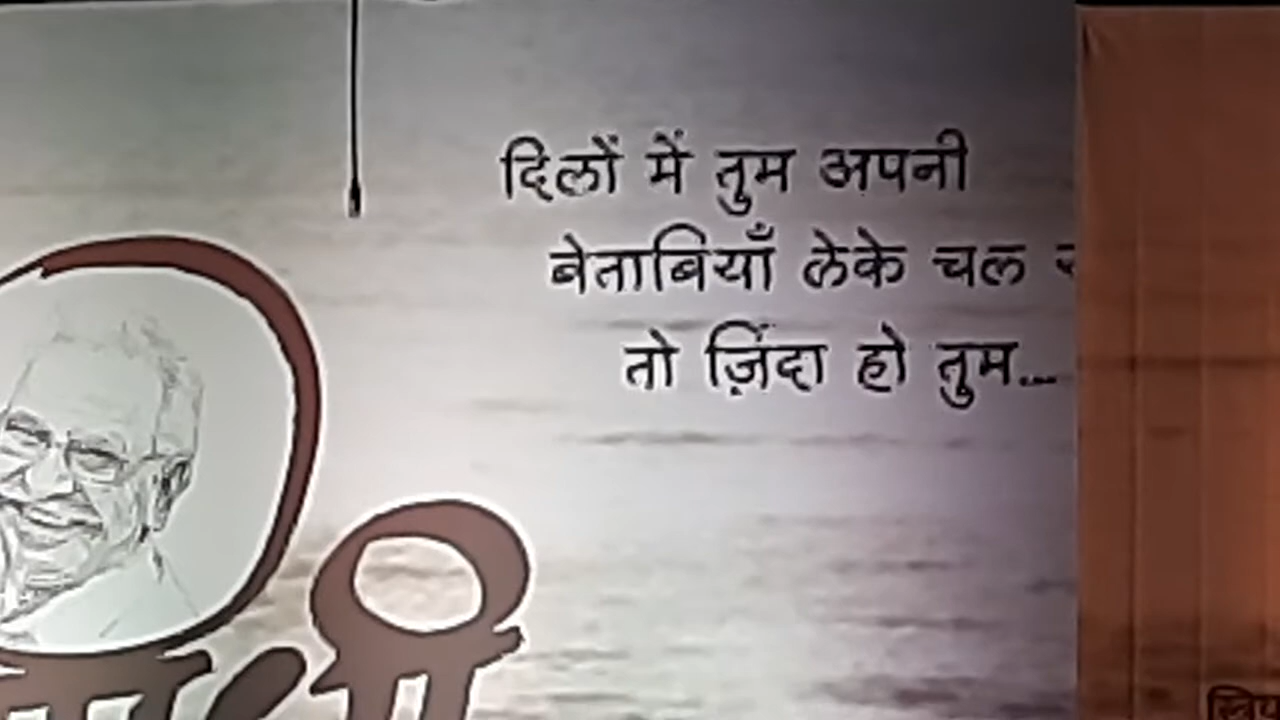 दिलों में तुम अपनी
बेताबियाँ लेके चल
तो ज़िंदा हो तुम...